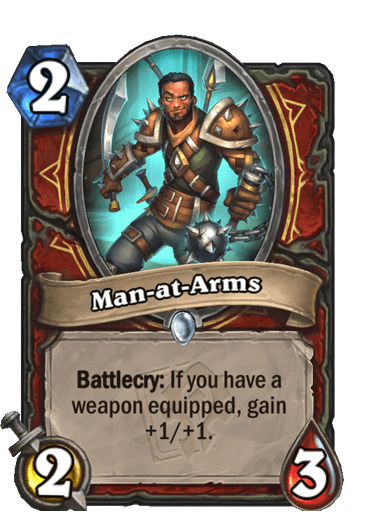 2
Man-at-Arms
Battlecry: If you have a
weapon equipped, gain
+1/+1.
2
3